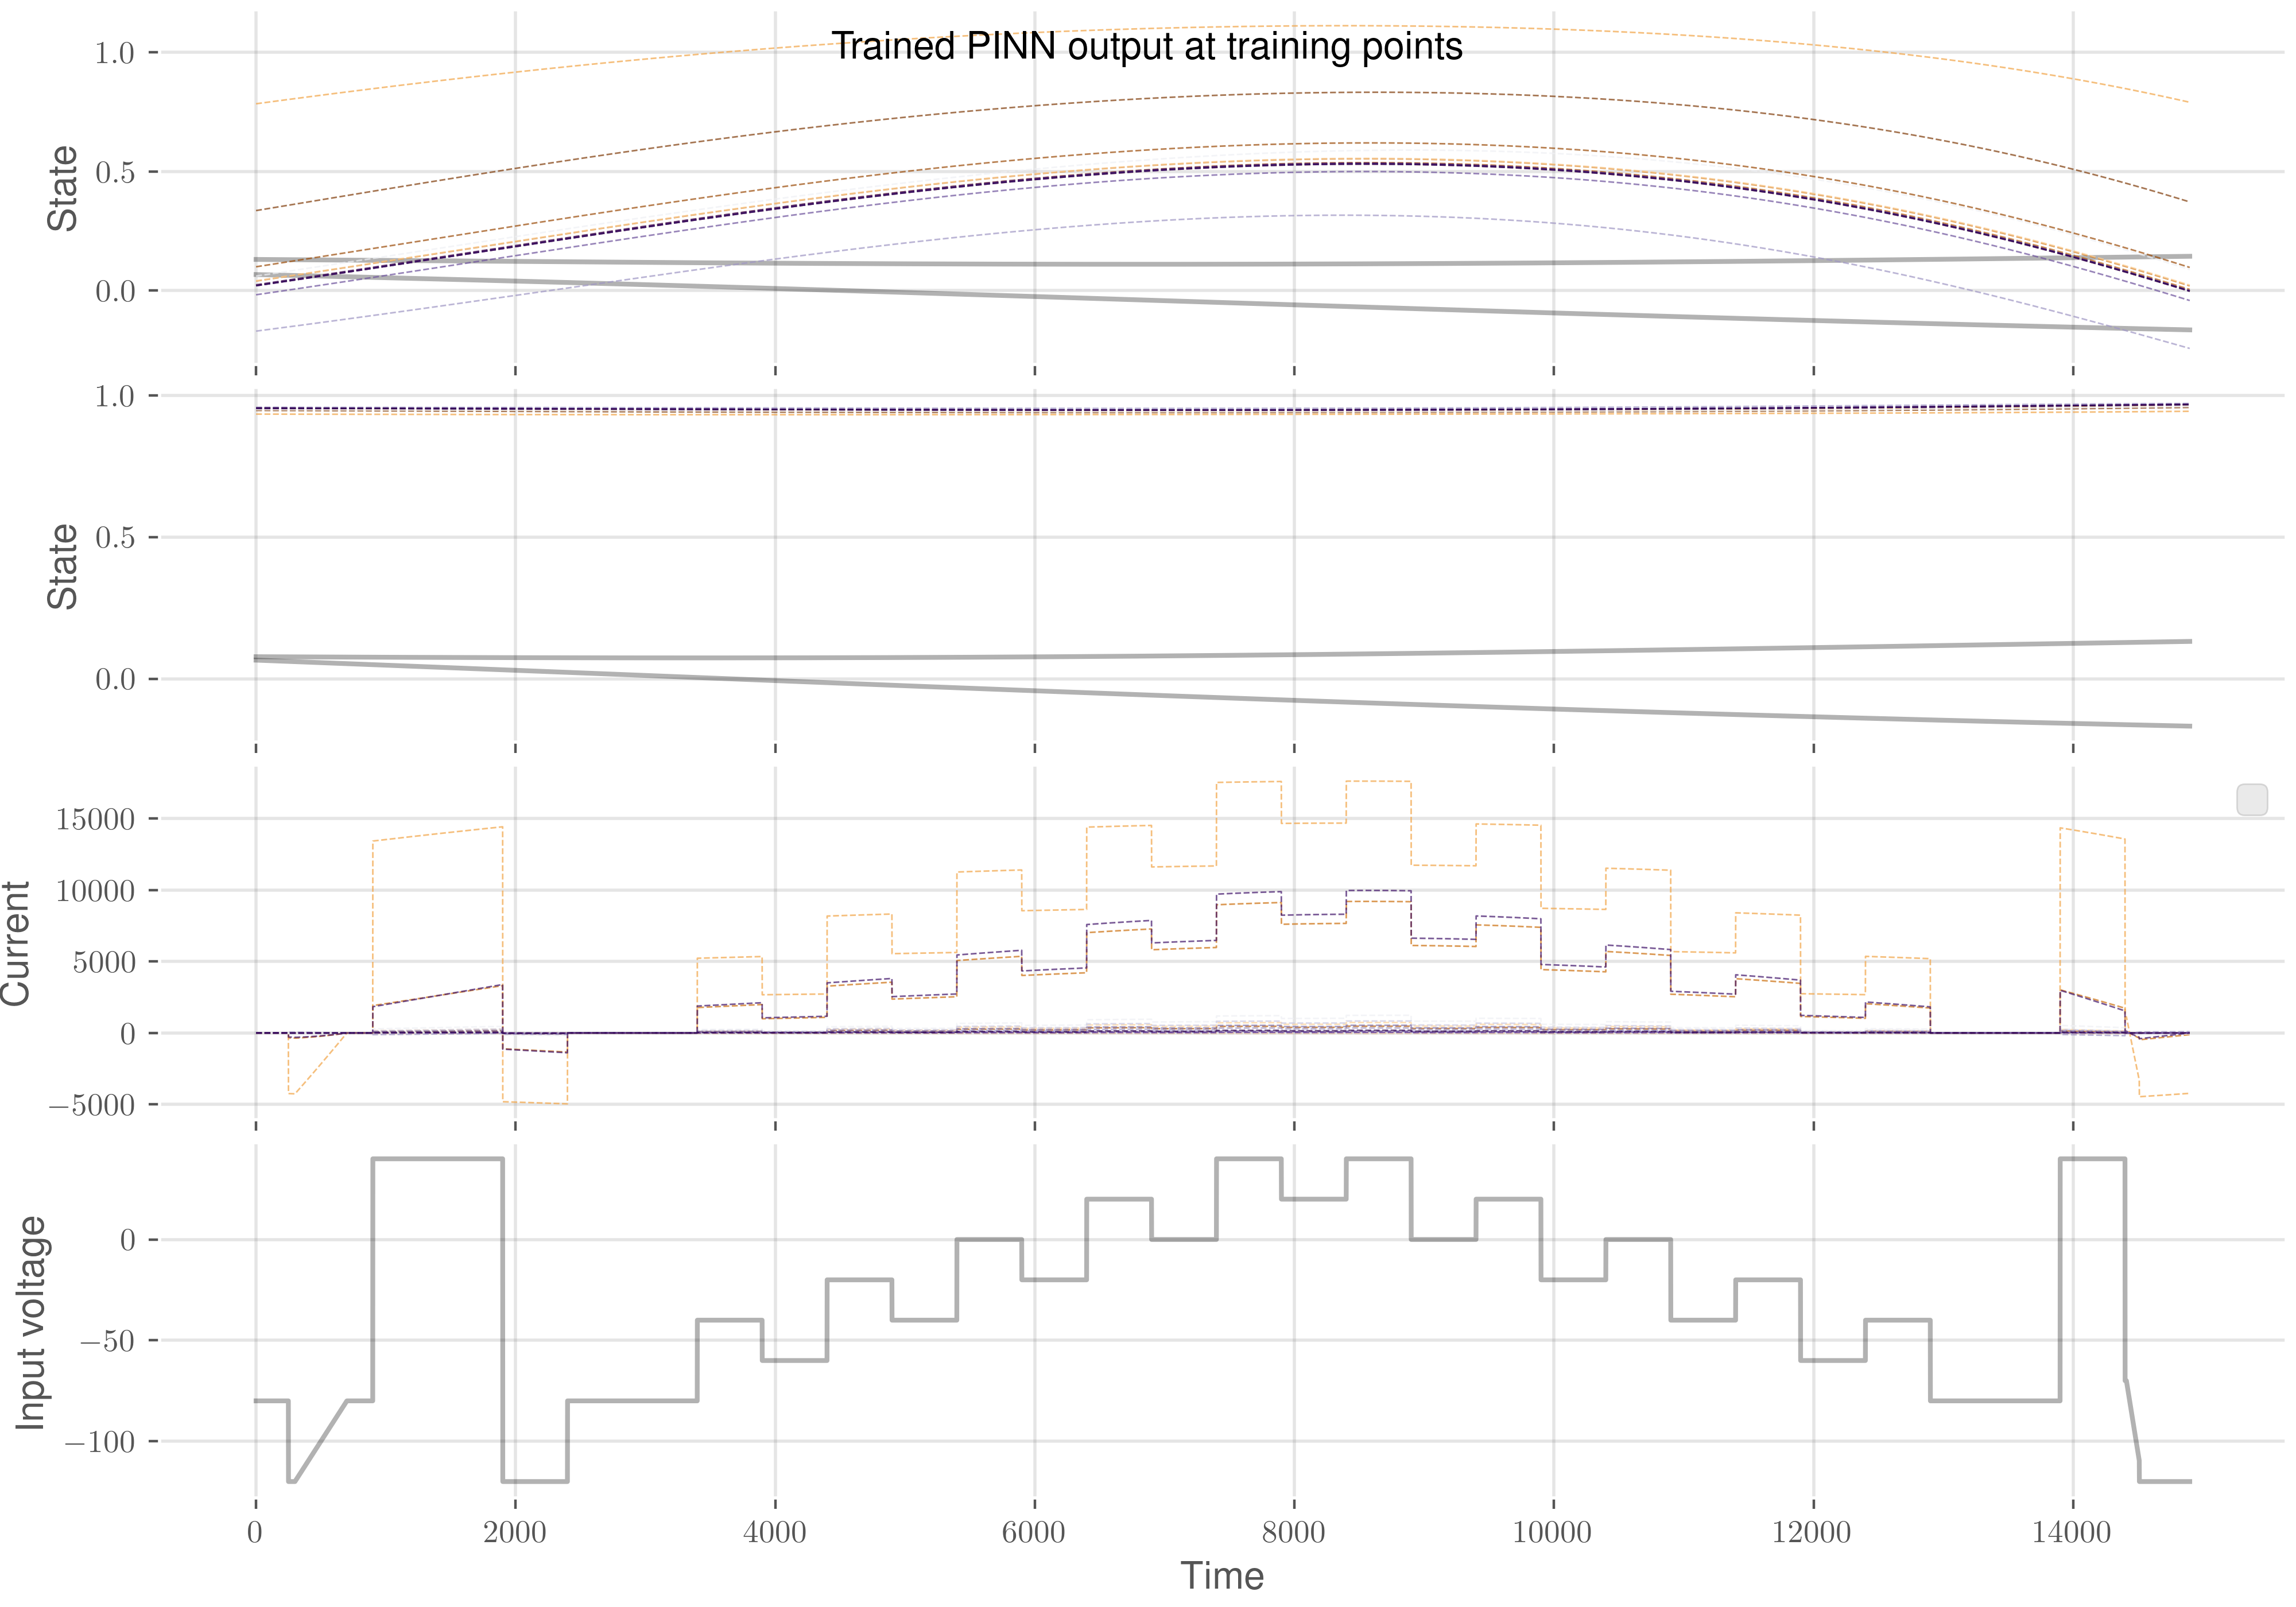 Trained PINN output at training points
1.0
0.5
0.0
State
1.0
0.5
0.0
State
15000
10000
5000
0
−5000
Current
0
−50
−100
Input voltage
0 2000 4000 6000 8000 10000 12000 14000
Time